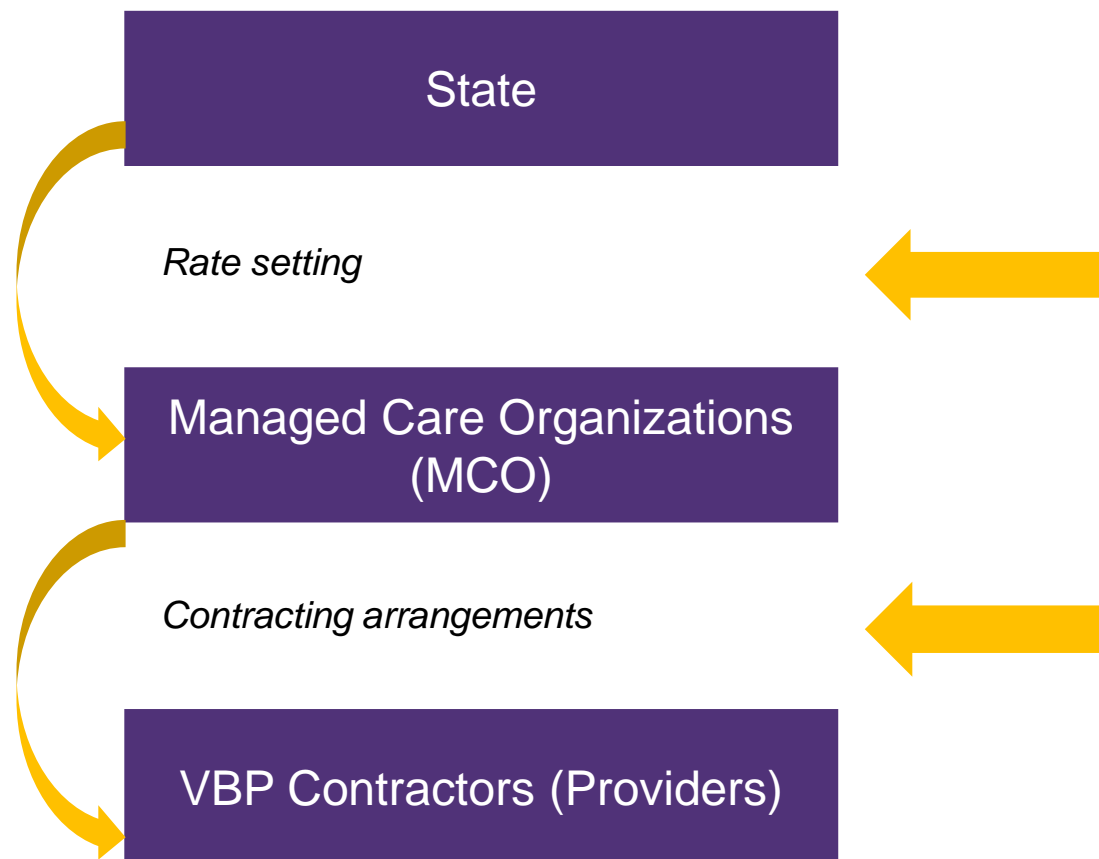 State
Rate setting
Managed Care Organizations
(MCO)
Contracting arrangements
VBP Contractors (Providers)